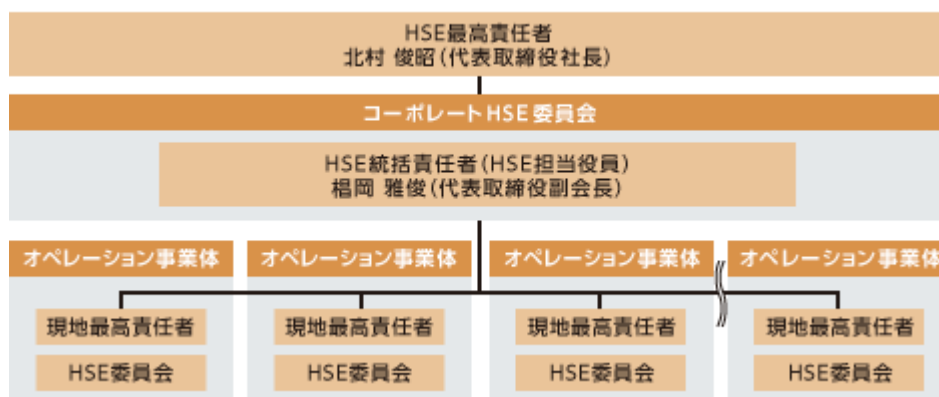 HSE最高責任者
北村 俊昭(代表取締役社長)
コーポレートHSE委員会
HSE統括責任者(HSE担当役員)
椙岡 雅俊(代表取締役副会長)
オペレーション事業体
オペレーション事業体
オペレーション事業体
オペレーション事業体
現地最高責任者
現地最高責任者
現地最高責任者
現地最高責任者
HSE委員会
HSE委員会
HSE委員会
HSE委員会